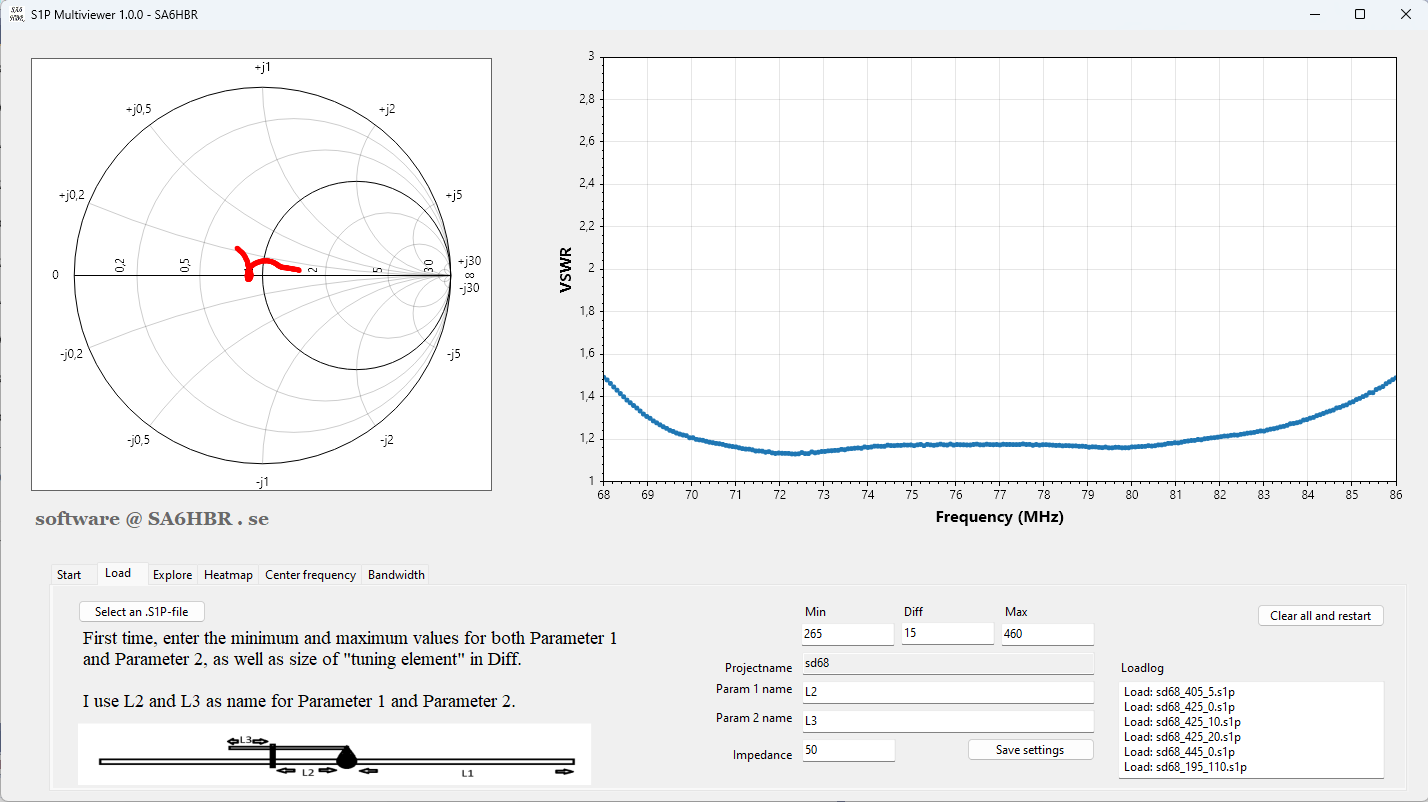 SA6
HBR,
S1P Multiviewer 1.0.0 - SA6HBR
+j1
+j0,5
+j2
+j0,2
+j5
0
0,2
0,5
2
5
30
+j30
∞
-j30
-j0,2
-j5
-j0,5
-j2
-j1
3
2,8
2,6
2,4
2,2
2
1,8
1,6
1,4
1,2
1
VSWR
68 69 70 71 72 73 74 75 76 77 78 79 80 81 82 83 84 85 86
Frequency (MHz)
software @ SA6HBR . se
Start Load Explore Heatmap Center frequency Bandwidth
Select an .S1P-file
First time, enter the minimum and maximum values for both Parameter 1
and Parameter 2, as well as size of "tuning element" in Diff.
I use L2 and L3 as name for Parameter 1 and Parameter 2.
L3
L2
L1
Min Diff Max
265 15 460
Projectname sd68
Param 1 name L2
Param 2 name L3
Impedance 50
Save settings
Clear all and restart
Loadlog
Load: sd68_405_5.s1p
Load: sd68_425_0.s1p
Load: sd68_425_10.s1p
Load: sd68_425_20.s1p
Load: sd68_445_0.s1p
Load: sd68_195_110.s1p